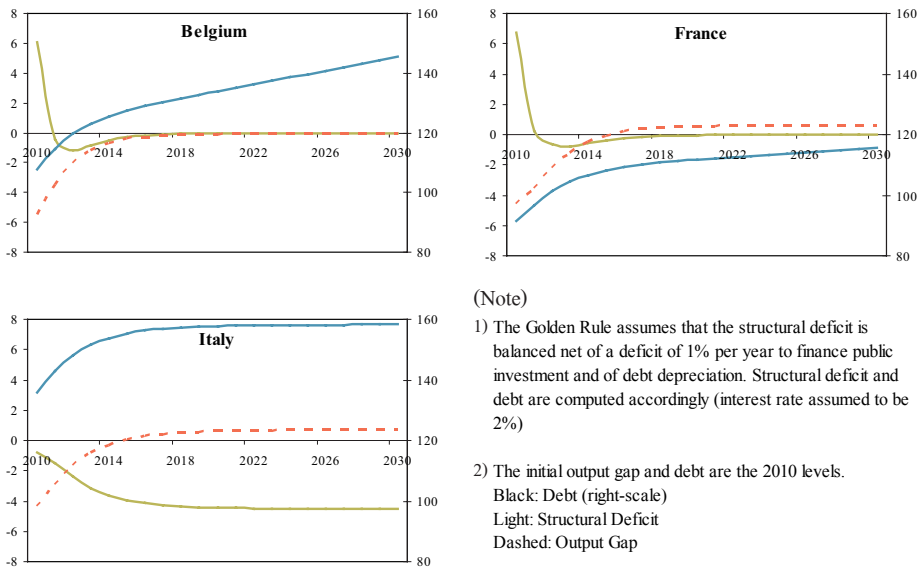 Belgium
8
6
4
2
0
-2
-4
-6
-8
160
140
120
100
80
2010 2014 2018 2022 2026 2030
France
8
6
4
2
0
-2
-4
-6
-8
160
140
120
100
80
2010 2014 2018 2022 2026 2030
Italy
8
6
4
2
0
-2
-4
-6
-8
160
140
120
100
80
2010 2014 2018 2022 2026 2030
(Note)
1) The Golden Rule assumes that the structural deficit is
balanced net of a deficit of 1% per year to finance public
investment and of debt depreciation. Structural deficit and
debt are computed accordingly (interest rate assumed to be
2%)
2) The initial output gap and debt are the 2010 levels.
Black: Debt (right-scale)
Light: Structural Deficit
Dashed: Output Gap